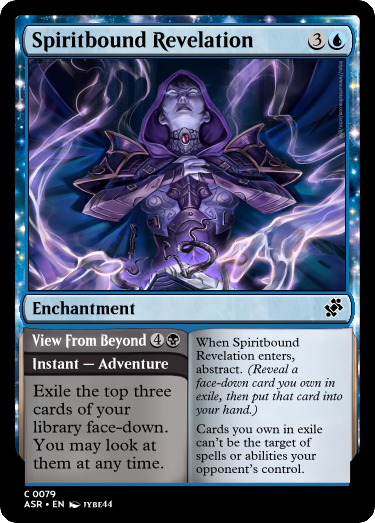 Spiritbound Revelation 3
Enchantment
View From Beyond 4
Instant — Adventure
Exile the top three
cards of your
library face-down.
You may look at
them at any time.
When Spiritbound
Revelation enters,
abstract. (Reveal a
face-down card you own in
exile, then put that card into
your hand.)
Cards you own in exile
can't be the target of
spells or abilities your
opponent's control.
C 0079
ASR • EN JYBE44